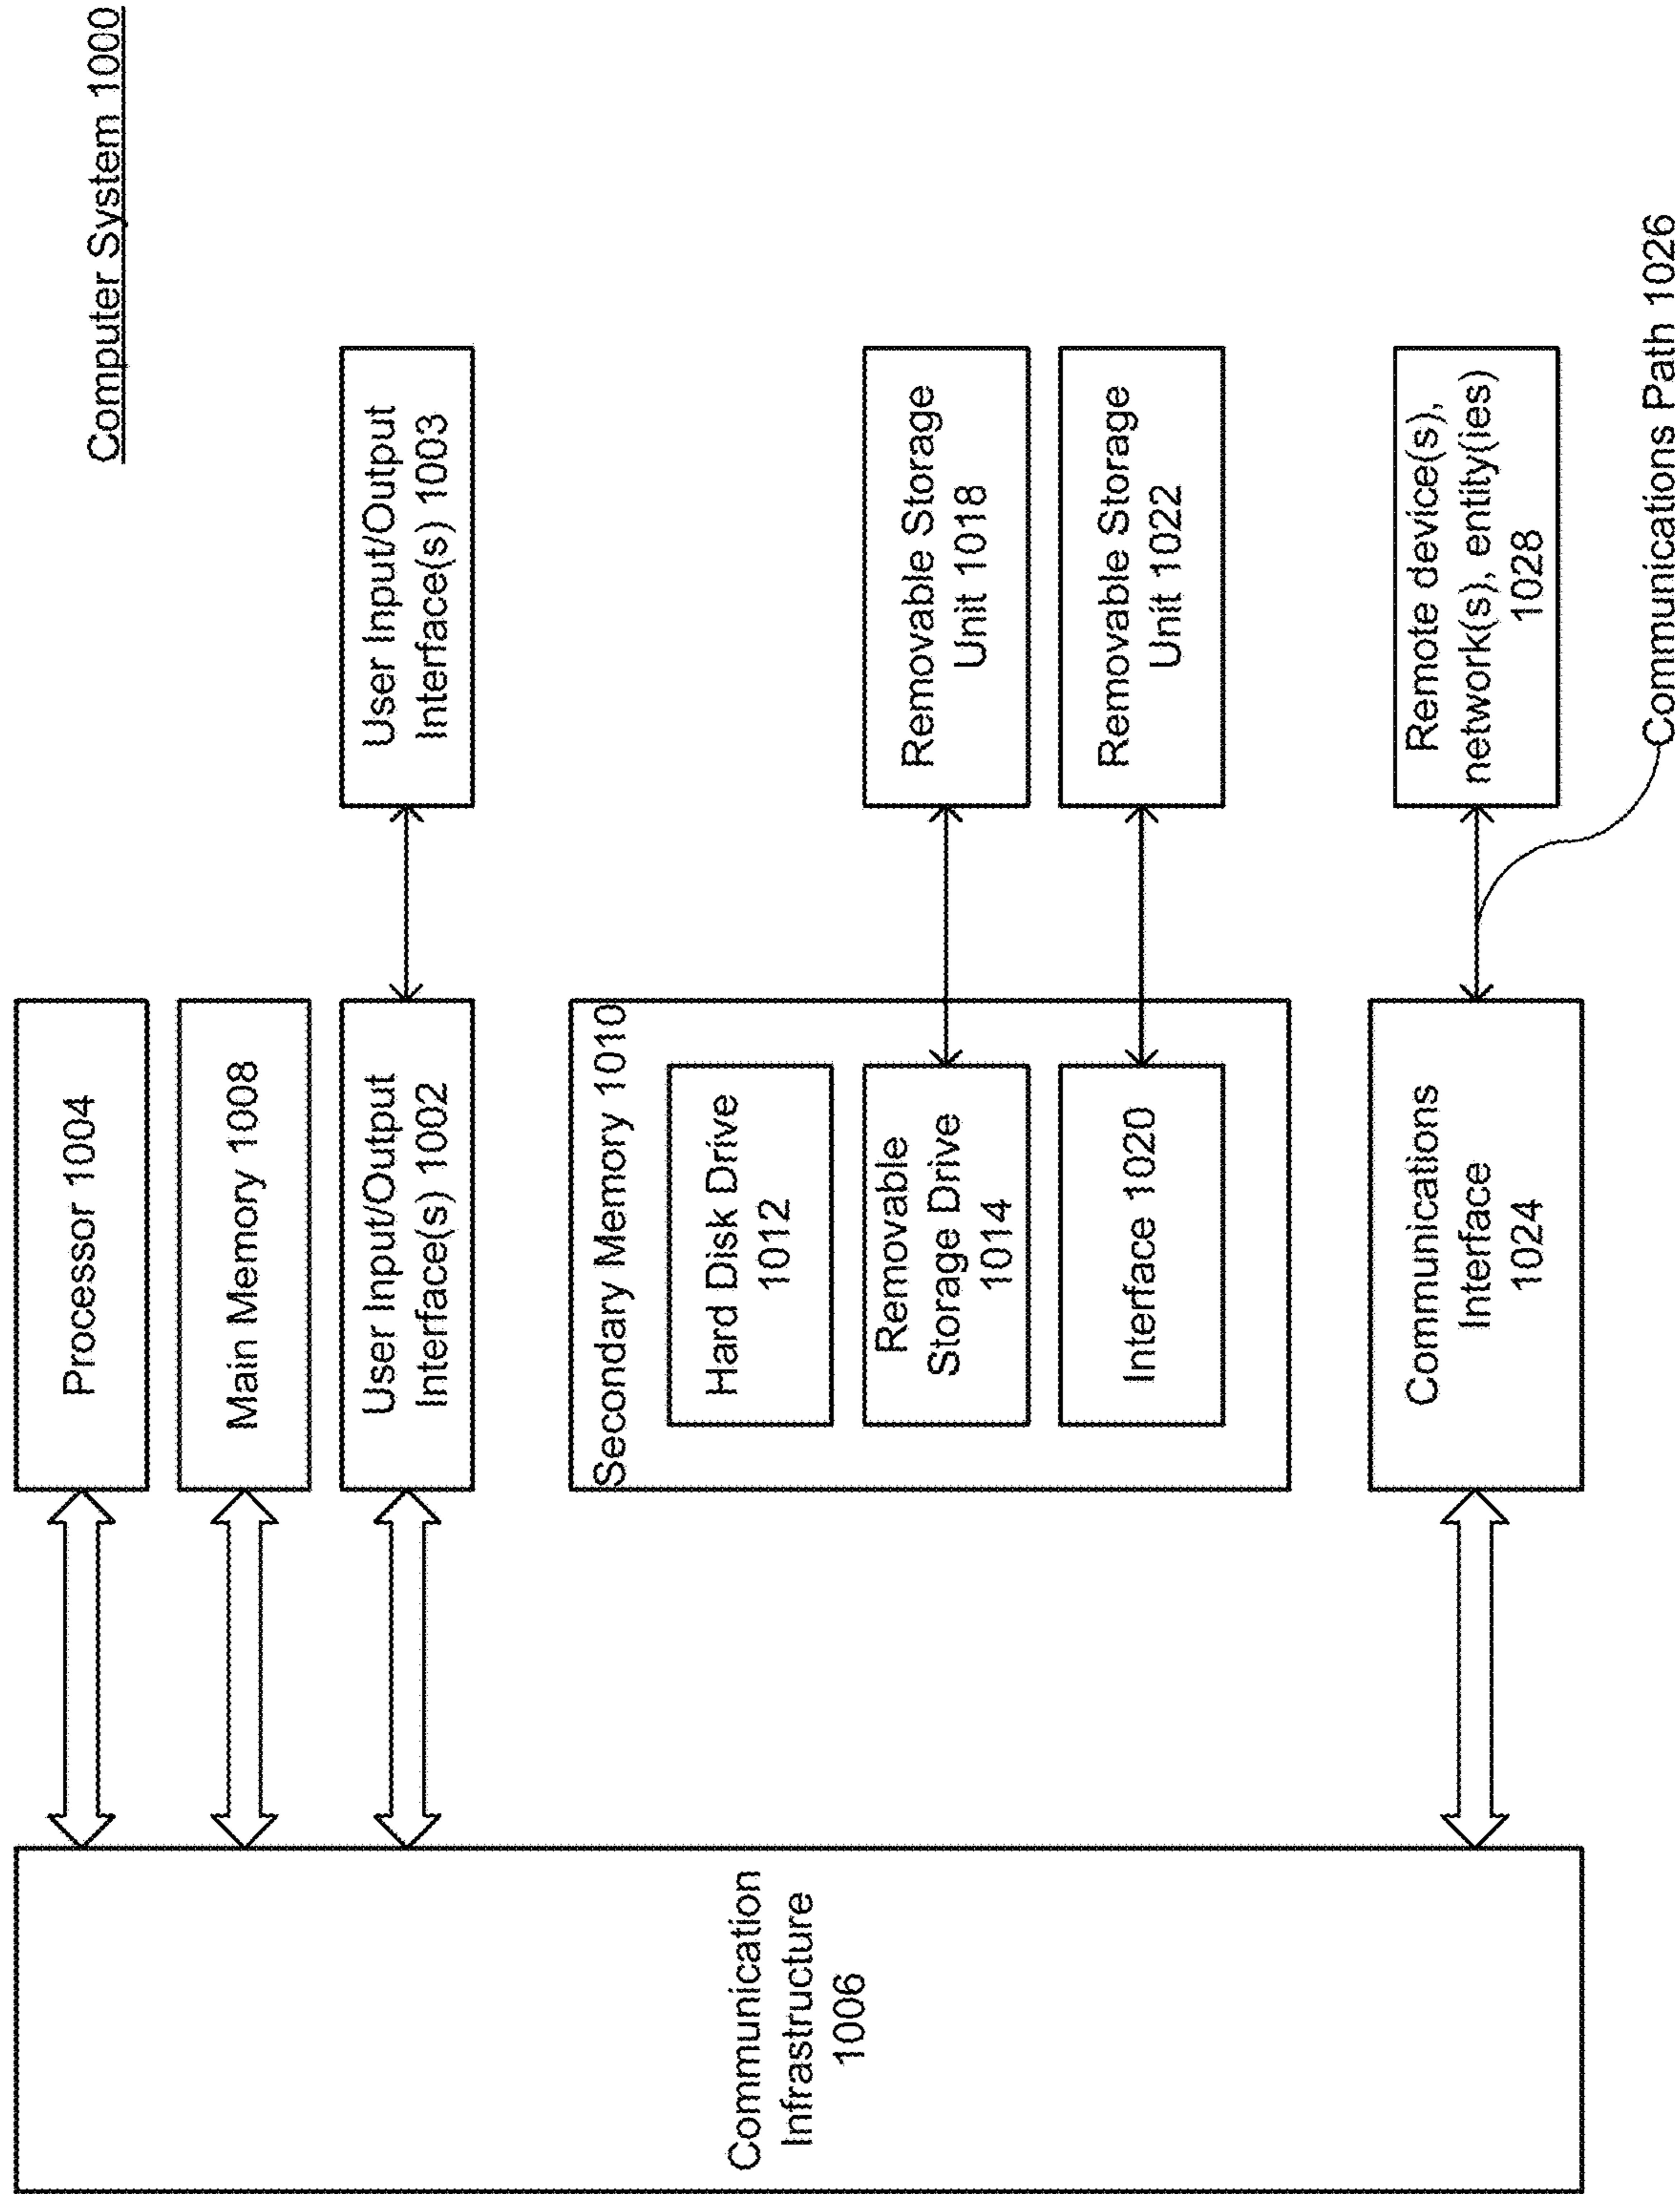 Computer System 1000
Processor 1004
Main Memory 1008
User Input/Output
Interface(s) 1002
User Input/Output
Interface(s) 1003
Communication
Infrastructure
1006
Secondary Memory 1010
Hard Disk Drive
1012
Removable
Storage Drive
1014
Removable Storage
Unit 1018
Interface 1020
Removable Storage
Unit 1022
Communications
Interface
1024
Remote device(s),
network(s), entity(ies)
1028
Communications Path 1026